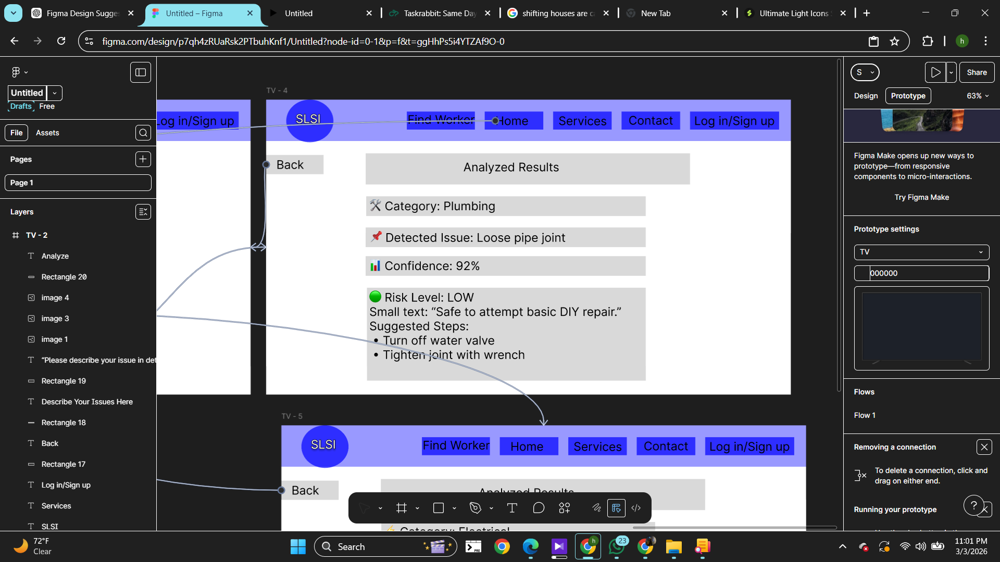 Figma Design Sugges
Untitled – Figma
Untitled
Taskrabbit: Same Day
shifting houses are ca
New Tab
Ultimate Light Icons
figma.com/design/p7qh4zRUaRsk2PTbuhKnf1/Untitled?node-id=0-1&p=f&t=ggHhPs5i4YTZAf9O-0
h
Untitled
Drafts Free
File Assets
Pages
Page 1
Layers
TV - 2
Analyze
Rectangle 20
image 4
image 3
image 1
“Please describe your issue in det
Rectangle 19
Describe Your Issues Here
Rectangle 18
Back
Rectangle 17
Log in/Sign up
Services
SLSI
Log in/Sign up
TV - 4
SLSI
Find Worker
Home
Services
Contact
Log in/Sign up
Back
Analyzed Results
🛠 Category: Plumbing
📌 Detected Issue: Loose pipe joint
📊 Confidence: 92%
🟢 Risk Level: LOW
Small text: “Safe to attempt basic DIY repair.”
Suggested Steps:
• Turn off water valve
• Tighten joint with wrench
TV - 5
SLSI
Find Worker
Home
Services
Contact
Log in/Sign up
Back
Analyzed Results
⚡ Category: Electrical
S
Share
Design Prototype 63%
Figma Make opens up new ways to
prototype—from responsive
components to micro-interactions.
Try Figma Make
Prototype settings
TV
000000
Flows
Flow 1
Removing a connection
To delete a connection, click and
drag on either end.
Running your prototype
?
72°F
Clear
Search
PRE
h
23
11:01 PM
3/3/2026